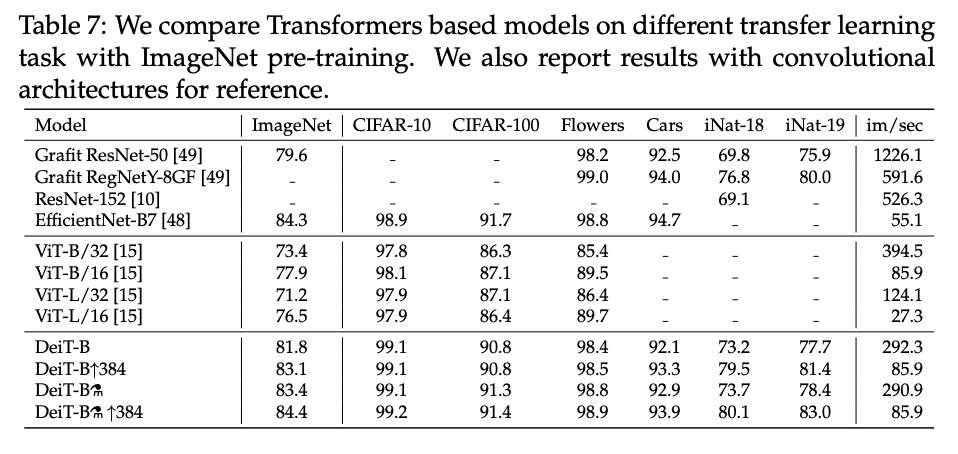 Table 7: We compare Transformers based models on different transfer learning
task with ImageNet pre-training. We also report results with convolutional
architectures for reference.
Model ImageNet CIFAR-10 CIFAR-100 Flowers Cars iNat-18 iNat-19 im/sec
Grafit ResNet-50 [49] 79.6 - - 98.2 92.5 69.8 75.9 1226.1
Grafit RegNetY-8GF [49] - - - 99.0 94.0 76.8 80.0 591.6
ResNet-152 [10] - - - - - 69.1 - 526.3
EfficientNet-B7 [48] 84.3 98.9 91.7 98.8 94.7 - - 55.1
ViT-B/32 [15] 73.4 97.8 86.3 85.4 - - - 394.5
ViT-B/16 [15] 77.9 98.1 87.1 89.5 - - - 85.9
ViT-L/32 [15] 71.2 97.9 87.1 86.4 - - - 124.1
ViT-L/16 [15] 76.5 97.9 86.4 89.7 - - - 27.3
DeiT-B 81.8 99.1 90.8 98.4 92.1 73.2 77.7 292.3
DeiT-B↑384 83.1 99.1 90.8 98.5 93.3 79.5 81.4 85.9
DeiT-B⚗ 83.4 99.1 91.3 98.8 92.9 73.7 78.4 290.9
DeiT-B⚗ ↑384 84.4 99.2 91.4 98.9 93.9 80.1 83.0 85.9